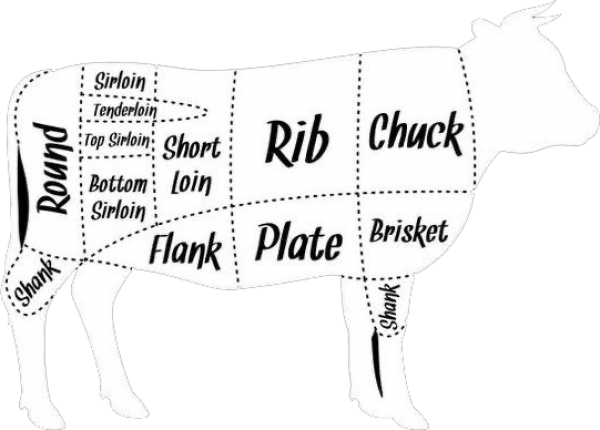 Sirloin
Tenderloin
Top Sirloin
Bottom
Sirloin
Round
Short
Loin
Rib
Chuck
Flank
Plate
Brisket
Shank
Shank